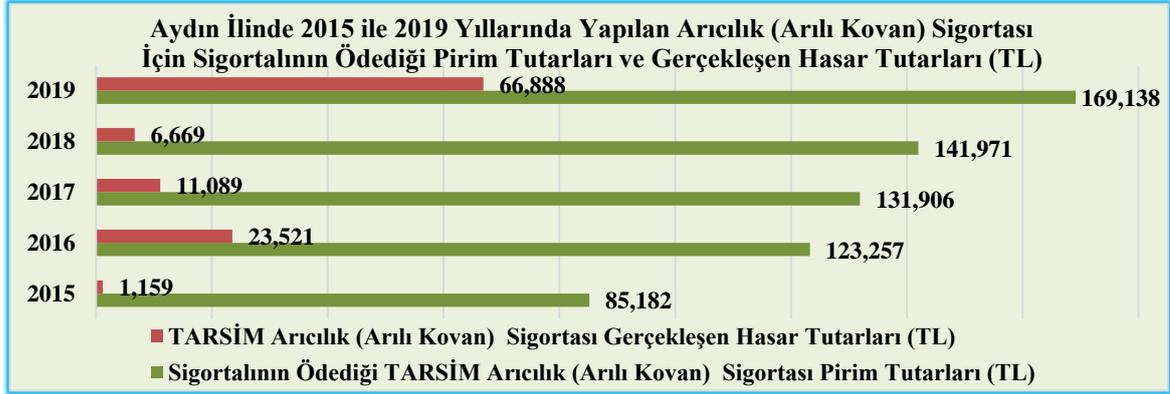 Aydın İlinde 2015 ile 2019 Yıllarında Yapılan Arıcılık (Arılı Kovan) Sigortası
İçin Sigortalının Ödediği Pirim Tutarları ve Gerçekleşen Hasar Tutarları (TL)
2019 66,888
169,138
2018 6,669
141,971
2017 11,089
131,906
2016 23,521
123,257
2015 1,159
85,182
TARSİM Arıcılık (Arılı Kovan) Sigortası Gerçekleşen Hasar Tutarları (TL)
Sigortalının Ödediği TARSİM Arıcılık (Arılı Kovan) Sigortası Pirim Tutarları (TL)